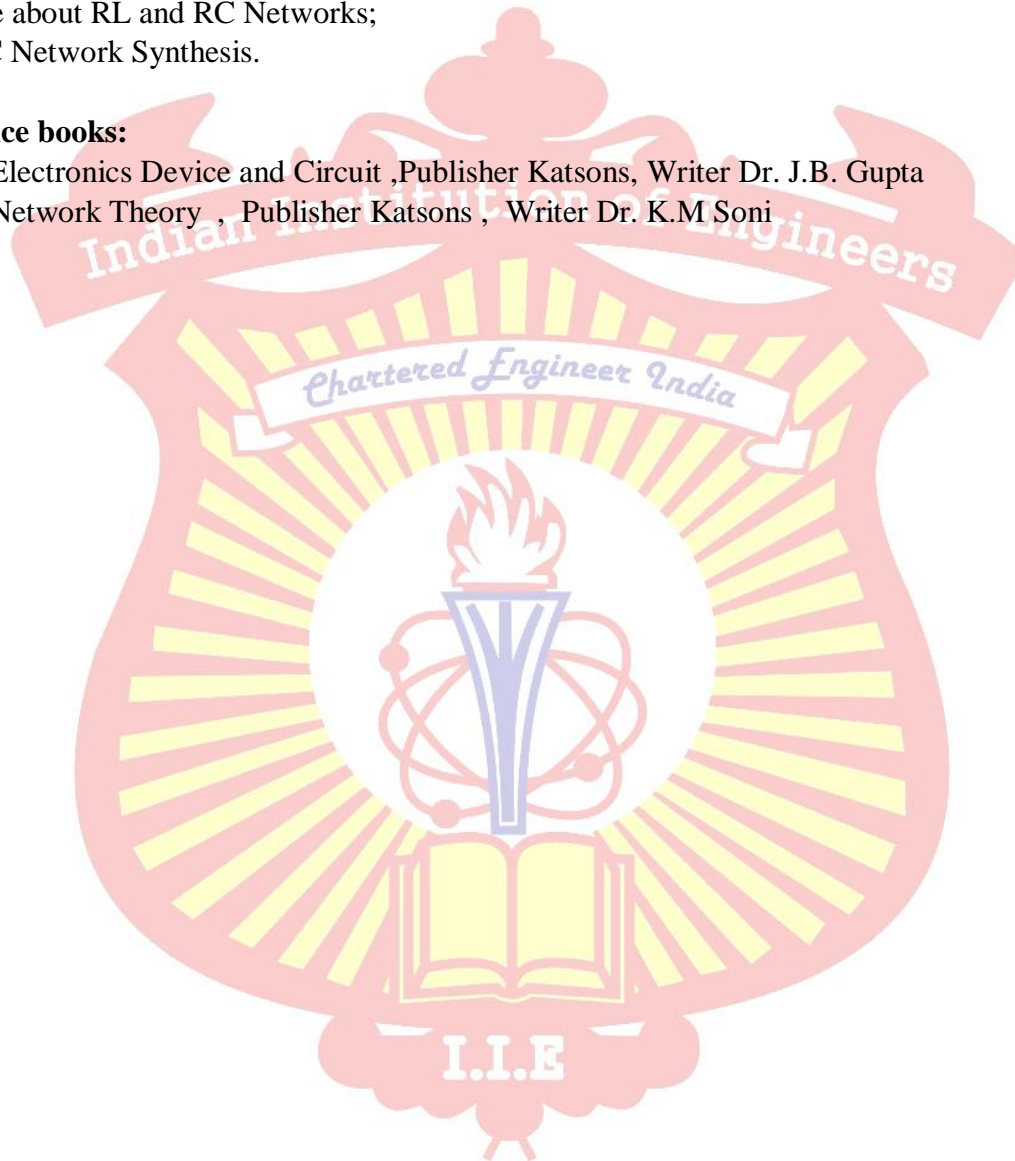 about RL and RC Networks;
Network Synthesis.
books:
Electronics Device and Circuit ,Publisher Katsons, Writer Dr. J.B. Gupta
Network Theory , Publisher Katsons , Writer Dr. K.M Soni
Indian Institution of Engineers
Chartered Engineer India
I.I.E